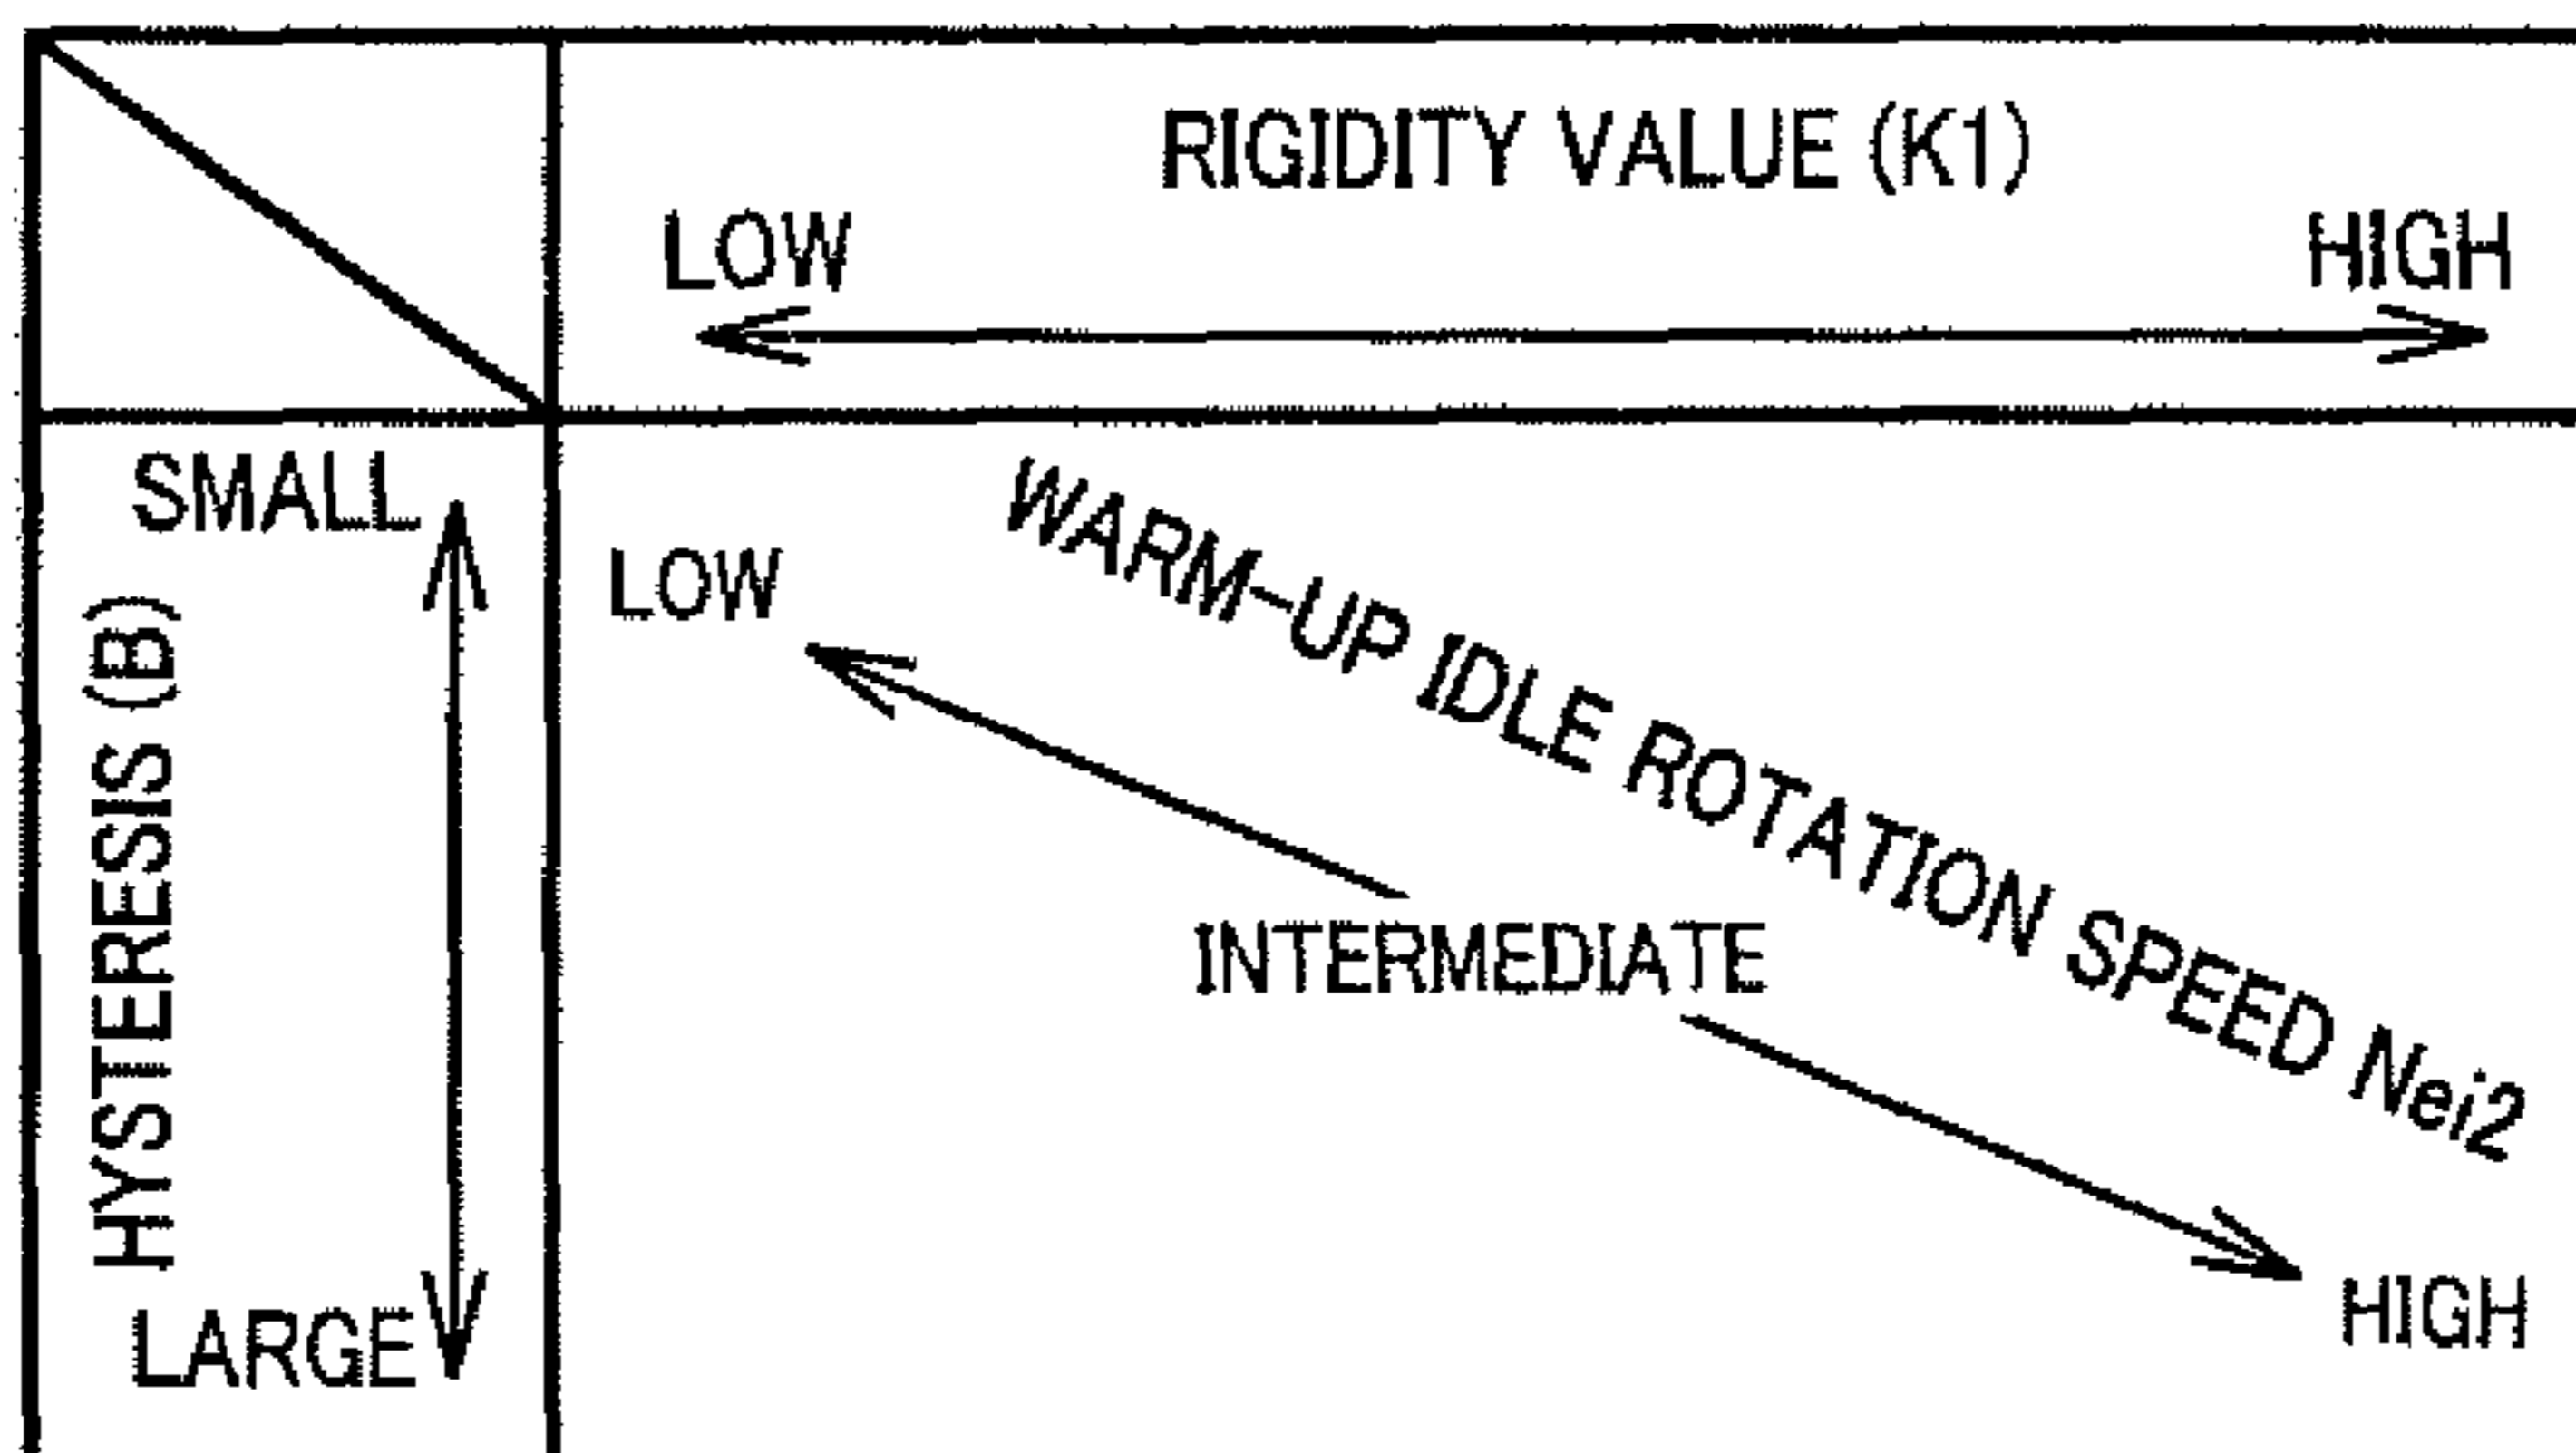 RIGIDITY VALUE (K1)
LOW
HIGH
SMALL
HYSTERESIS (B)
LARGE
LOW
WARM-UP IDLE ROTATION SPEED Nei2
INTERMEDIATE
HIGH